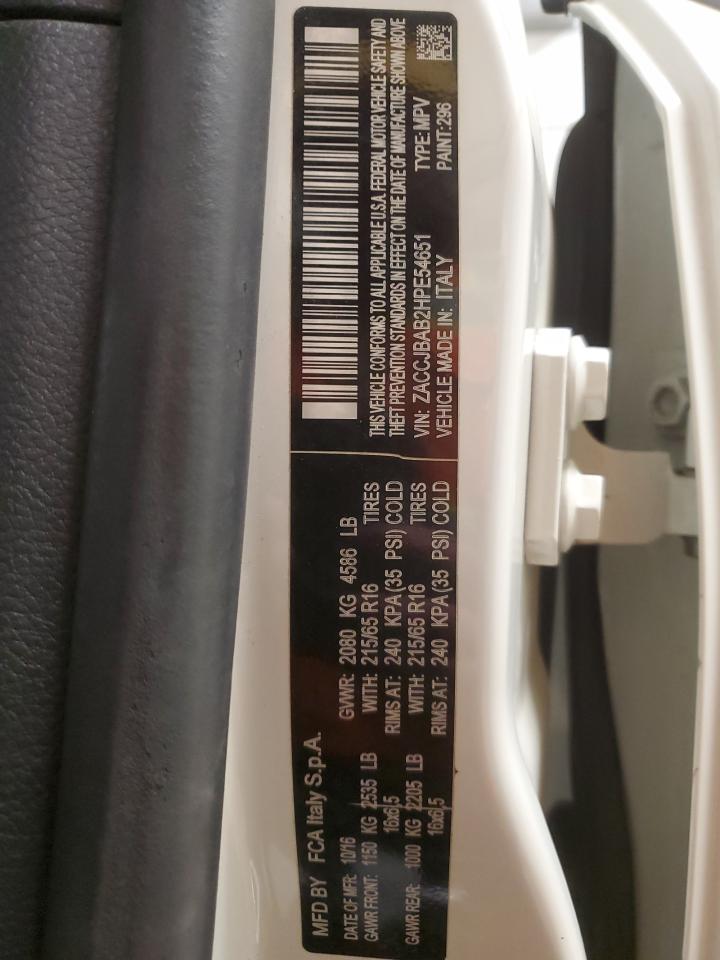 MFD BY FCA Italy S.p.A.
DATE OF MFR: 10/16 GVWR: 2080 KG 4586 LB
GAWR FRONT: 1150 KG 2535 LB WITH: 215/65 R16 TIRES
16x6,5 RIMS AT: 240 KPA (35 PSI) COLD
GAWR REAR: 1000 KG 2205 LB WITH: 215/65 R16 TIRES
16x6,5 RIMS AT: 240 KPA (35 PSI) COLD
THIS VEHICLE CONFORMS TO ALL APPLICABLE U.S.A. FEDERAL MOTOR VEHICLE SAFETY AND
THEFT PREVENTION STANDARDS IN EFFECT ON THE DATE OF MANUFACTURE SHOWN ABOVE
VIN: ZACCJBAB2HPE54651 TYPE: MPV
VEHICLE MADE IN: ITALY PAINT: 296